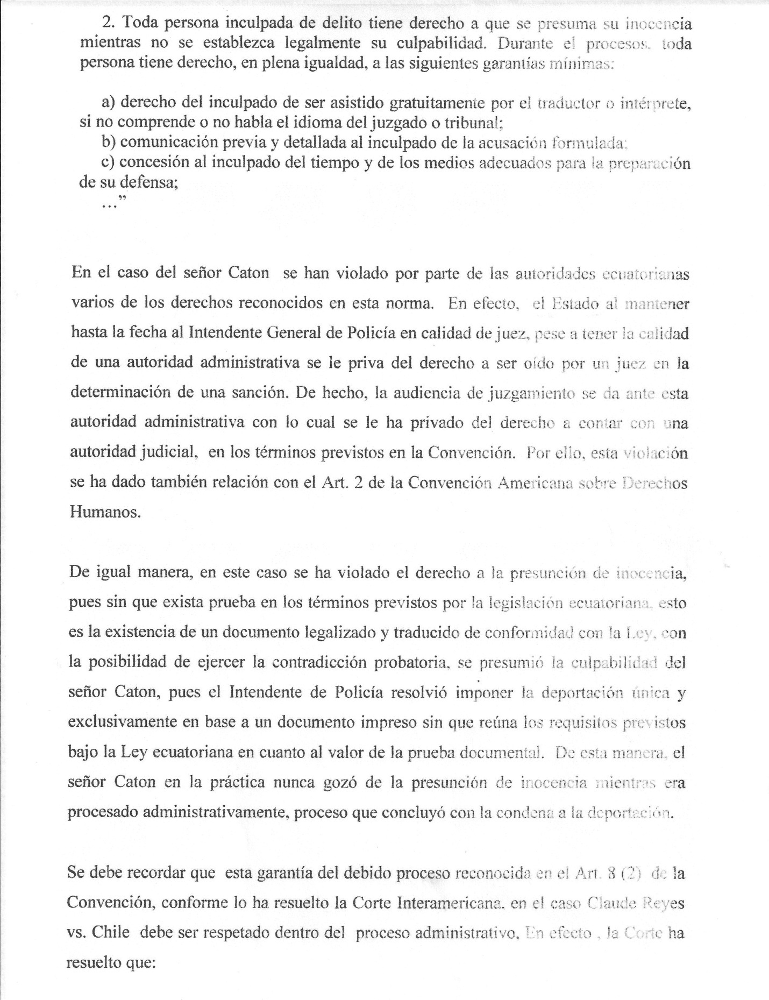 2. Toda persona inculpada de delito tiene derecho a que se presuma su inocencia
mientras no se establezca legalmente su culpabilidad. Durante el procesos, toda
persona tiene derecho, en plena igualdad, a las siguientes garantías mínimas:
a) derecho del inculpado de ser asistido gratuitamente por el traductor o intérprete,
si no comprende o no habla el idioma del juzgado o tribunal;
b) comunicación previa y detallada al inculpado de la acusación formulada;
c) concesión al inculpado del tiempo y de los medios adecuados para la preparación
de su defensa;
…”
En el caso del señor Caton se han violado por parte de las autoridades ecuatorianas
varios de los derechos reconocidos en esta norma. En efecto, el Estado al mantener
hasta la fecha al Intendente General de Policía en calidad de juez, pese a tener la calidad
de una autoridad administrativa se le priva del derecho a ser oído por un juez en la
determinación de una sanción. De hecho, la audiencia de juzgamiento se da ante esta
autoridad administrativa con lo cual se le ha privado del derecho a contar con una
autoridad judicial, en los términos previstos en la Convención. Por ello, esta violación
se ha dado también relación con el Art. 2 de la Convención Americana sobre Derechos
Humanos.
De igual manera, en este caso se ha violado el derecho a la presunción de inocencia,
pues sin que exista prueba en los términos previstos por la legislación ecuatoriana, esto
es la existencia de un documento legalizado y traducido de conformidad con la Ley, con
la posibilidad de ejercer la contradicción probatoria, se presumió la culpabilidad del
señor Caton, pues el Intendente de Policía resolvió imponer la deportación única y
exclusivamente en base a un documento impreso sin que reúna los requisitos previstos
bajo la Ley ecuatoriana en cuanto al valor de la prueba documental. De esta manera, el
señor Caton en la práctica nunca gozó de la presunción de inocencia mientras era
procesado administrativamente, proceso que concluyó con la condena a la deportación.
Se debe recordar que esta garantía del debido proceso reconocida en el Art. 8 (2) de la
Convención, conforme lo ha resuelto la Corte Interamericana, en el caso Claude Reyes
vs. Chile debe ser respetado dentro del proceso administrativo. En efecto , la Corte ha
resuelto que: